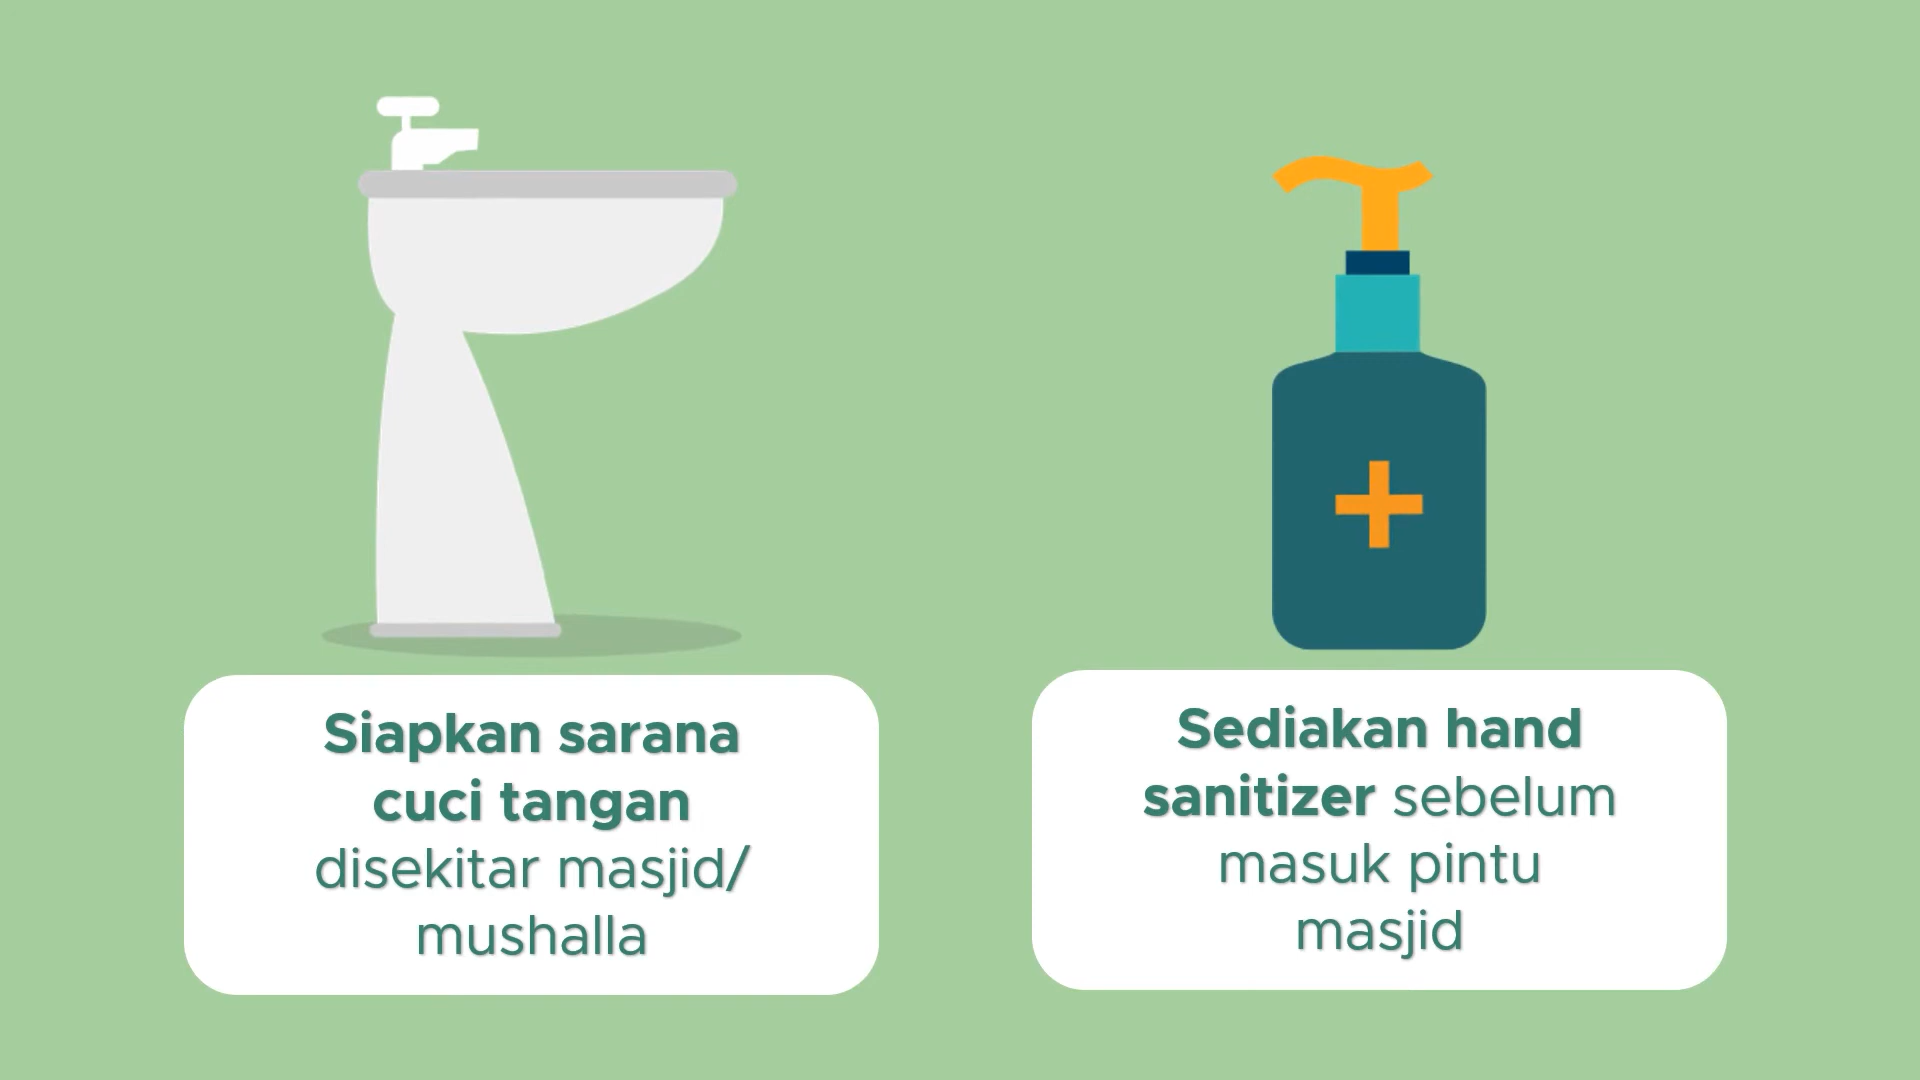 Siapkan sarana
cuci tangan
disekitar masjid/
mushalla
Sediakan hand
sanitizer sebelum
masuk pintu
masjid